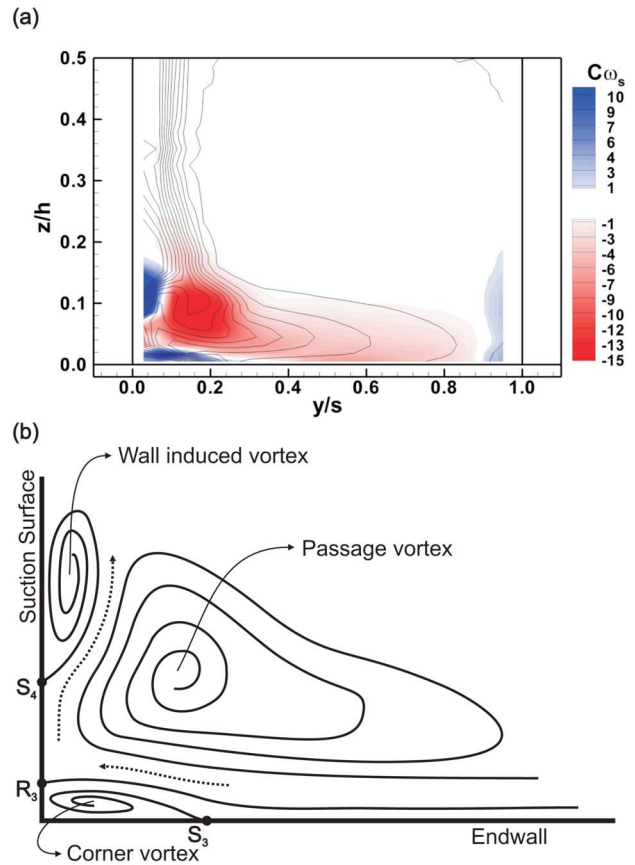 (a)
0.5
0.4
0.3
0.2
0.1
0.0
z/h
0.0 0.2 0.4 0.6 0.8 1.0
y/s
Cωs
10
9
7
6
4
3
1
-1
-3
-4
-6
-7
-9
-10
-12
-13
-15
(b)
Wall induced vortex
Passage vortex
Suction Surface
S4
R3
S3
Endwall
Corner vortex